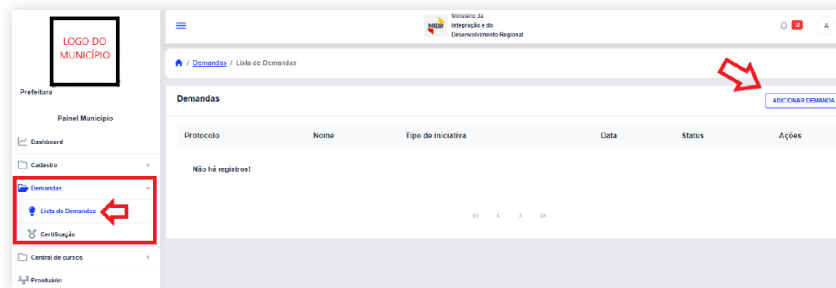 LOGO DO
MUNICÍPIO
Prefeitura
Painel Município
Dashboard
Cadastro
Demandas
Lista de Demandas
Certificação
Central de cursos
Prontuário
MIDR
Ministério da
Integração e do
Desenvolvimento Regional
12
A
/ Demandas / Lista de Demandas
Demandas
ADICIONAR DEMANDA
Protocolo Nome Tipo de iniciativa Data Status Ações
Não há registros!